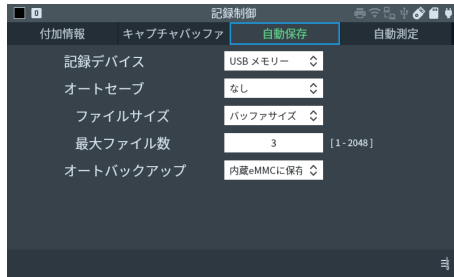 0 記録制御
付加情報 キャプチャバッファ 自動保存 自動測定
記録デバイス USB メモリー
オートセーブ なし
ファイルサイズ バッファサイズ
最大ファイル数 3 [ 1 - 2048 ]
オートバックアップ 内蔵eMMCに保存